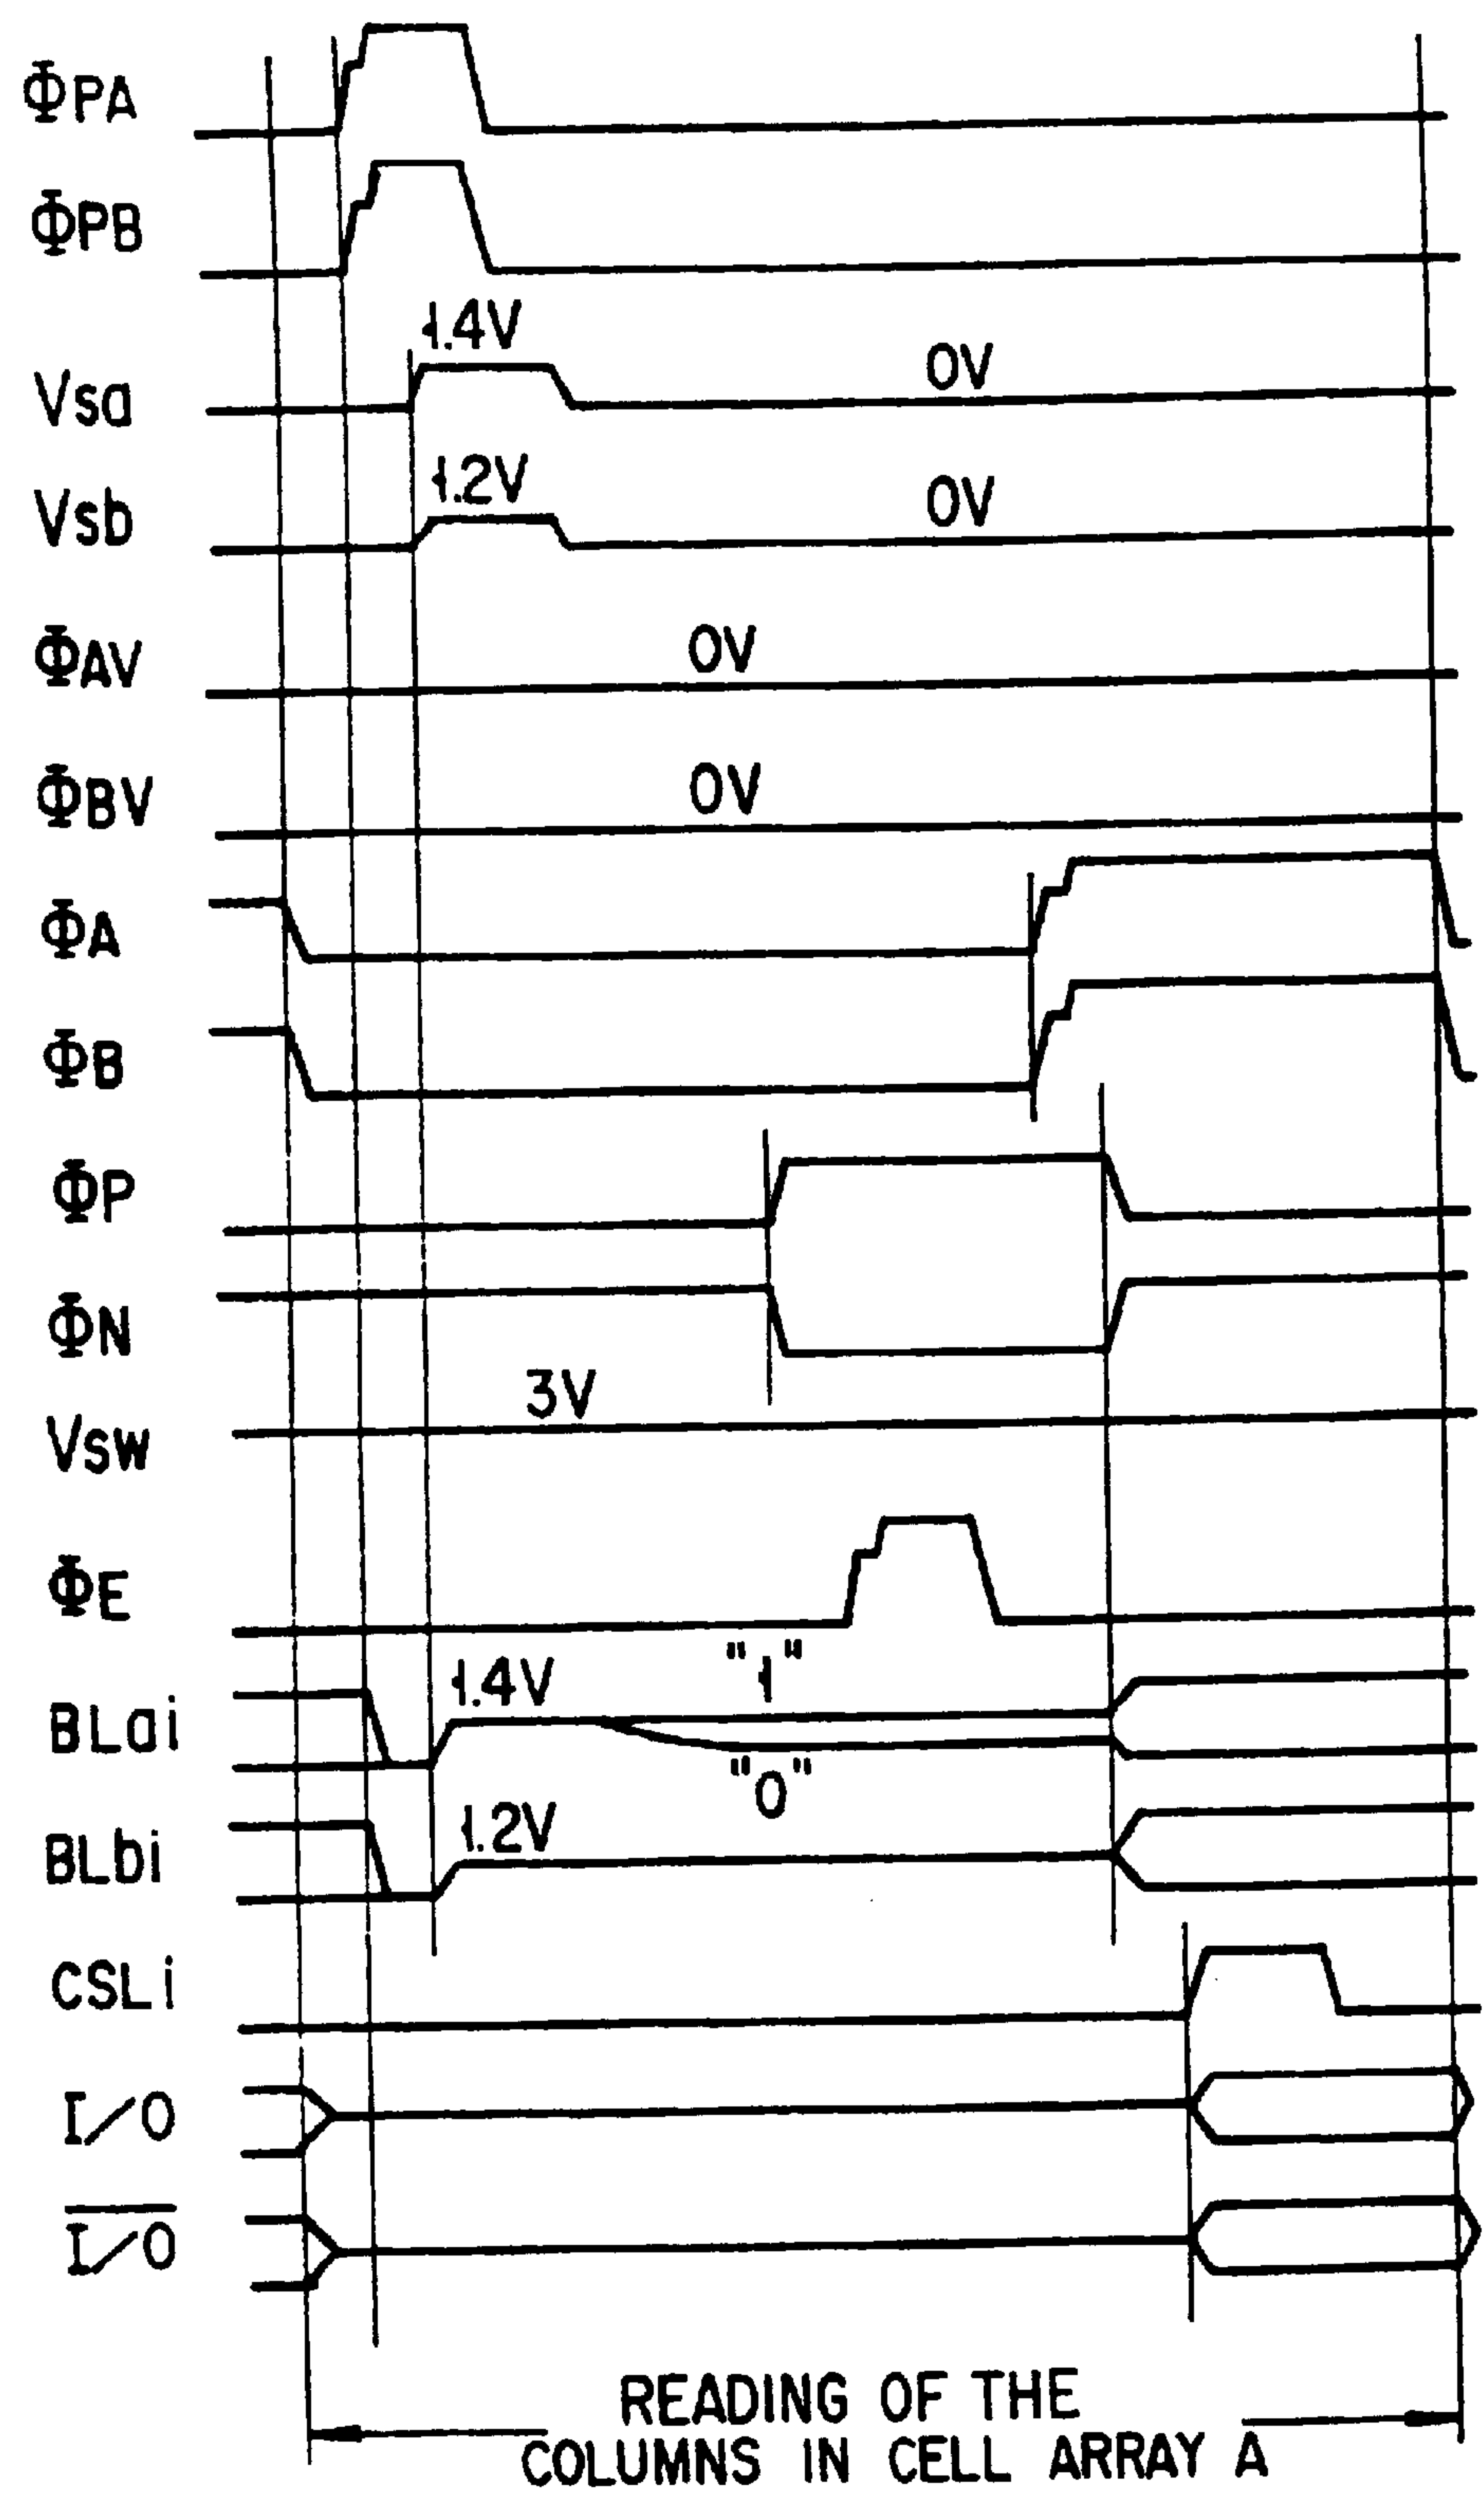 ΦPA
ΦPB
1.4V
Vsa
0V
1.2V
Vsb
0V
ΦAV
0V
ΦBV
0V
ΦA
ΦB
ΦP
ΦN
3V
Vsw
ΦE
BLai
1.4V
"1"
"0"
BLbi
1.2V
CSLi
I/O
I/O
READING OF THE
COLUMNS IN CELL ARRAY A